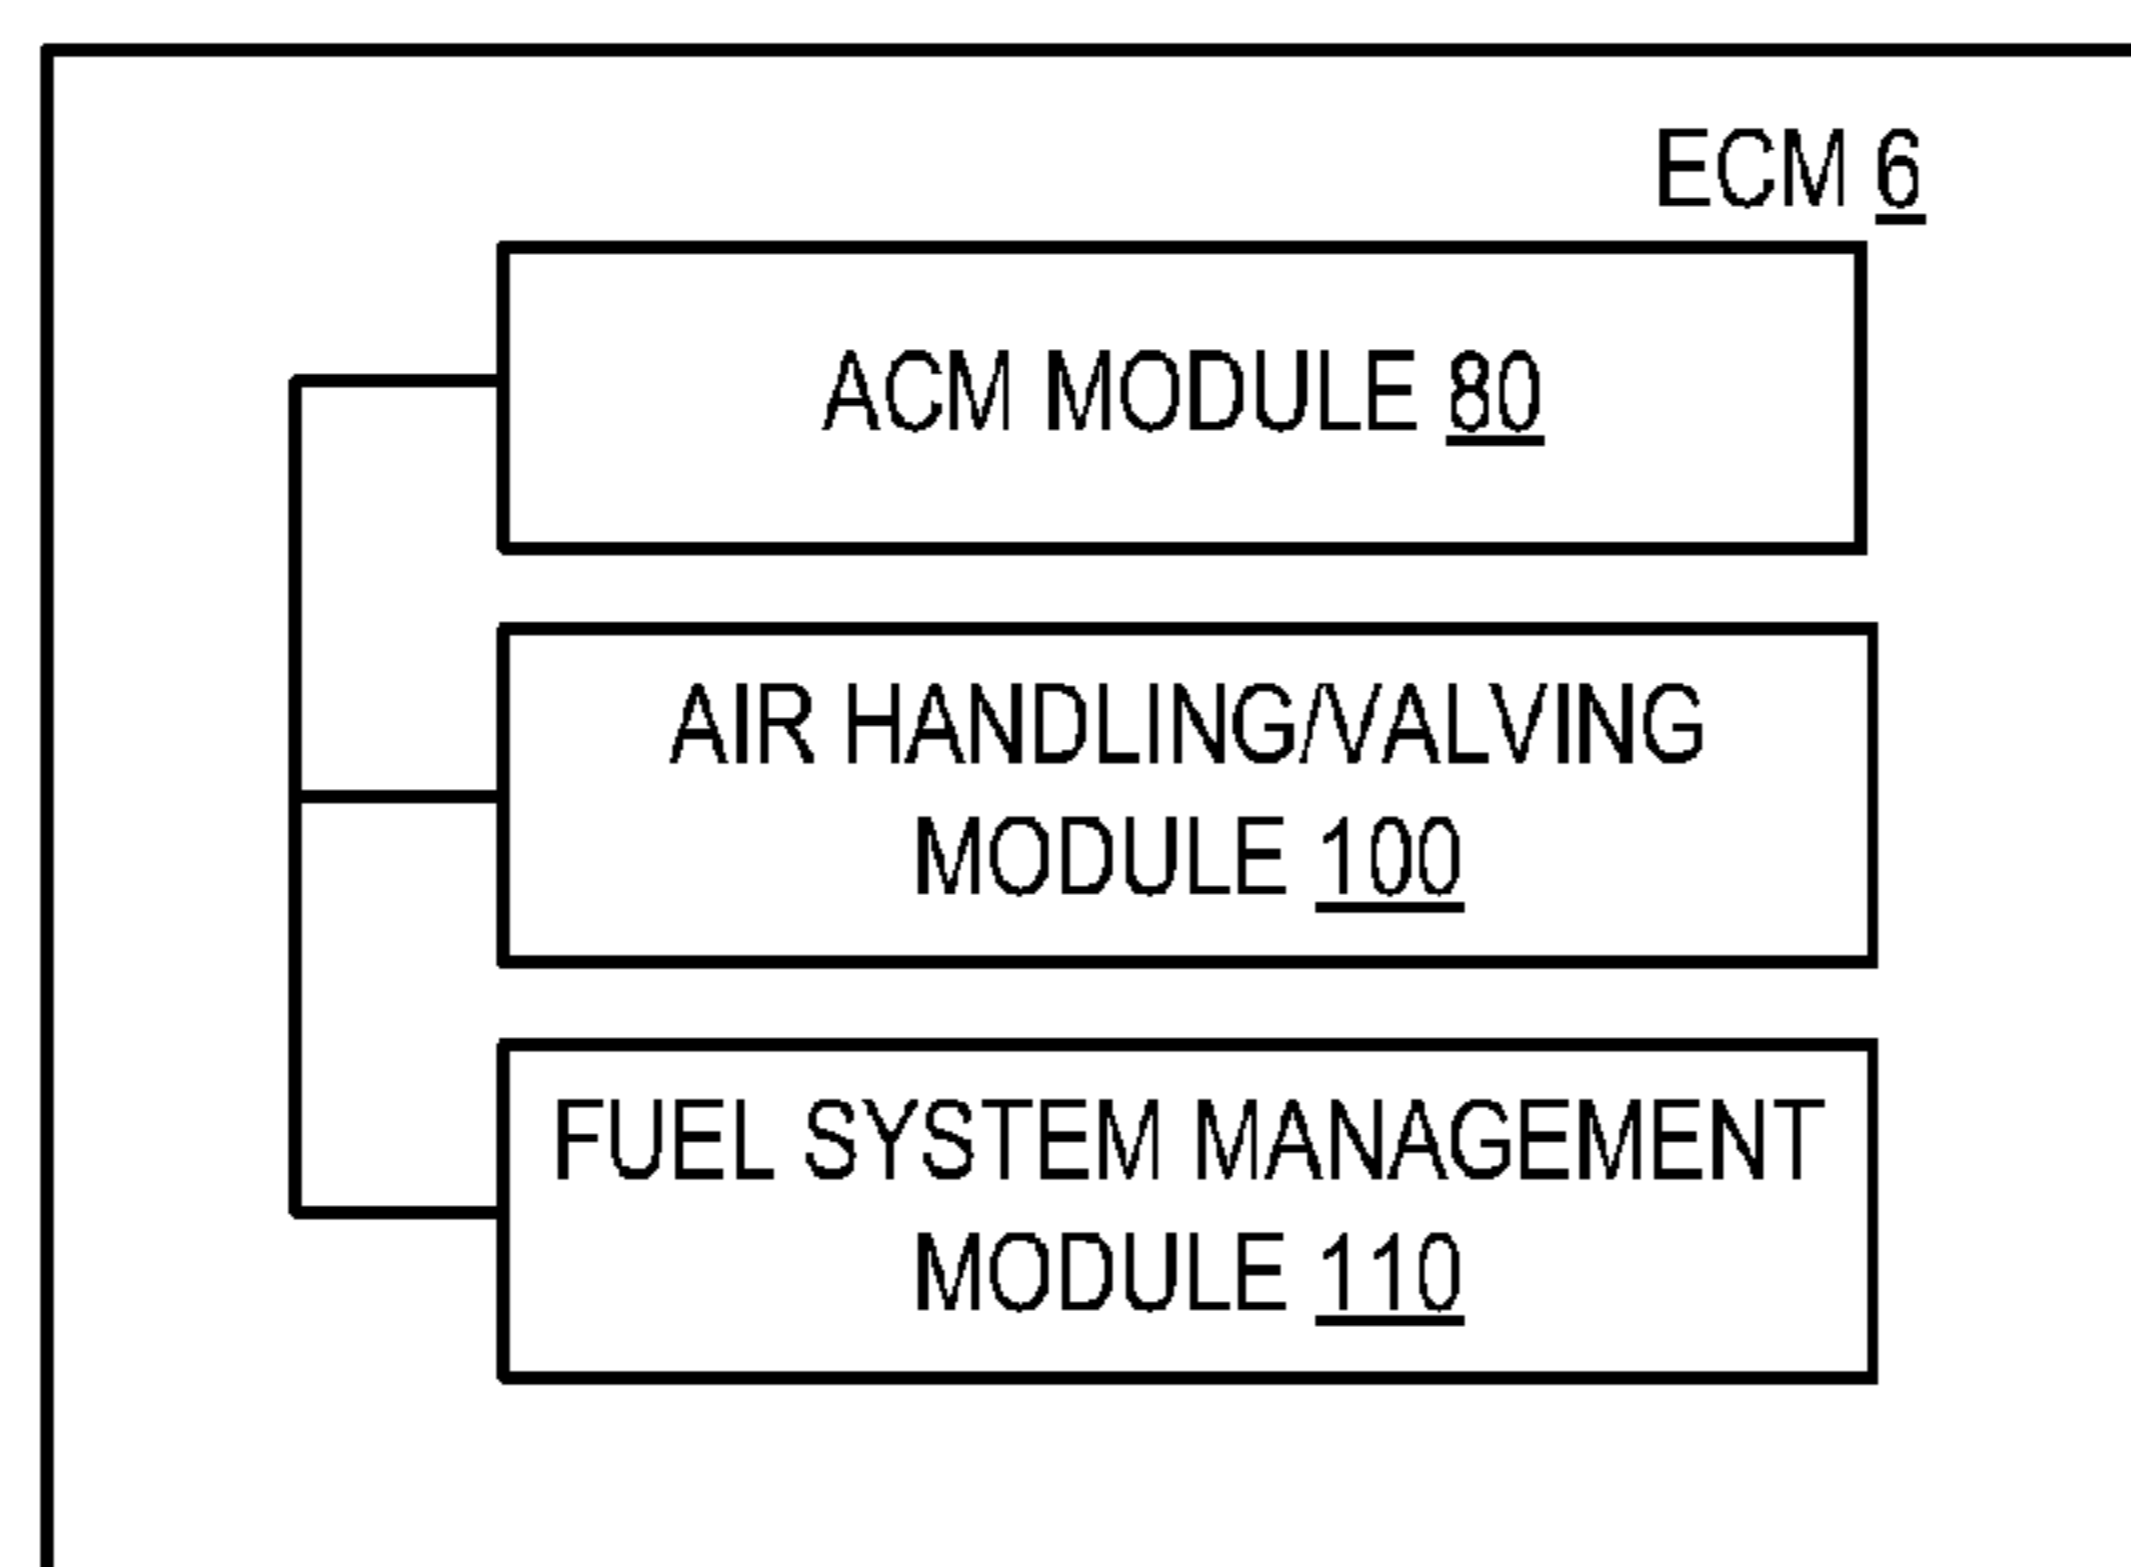 ECM 6
ACM MODULE 80
AIR HANDLING/VALVING
MODULE 100
FUEL SYSTEM MANAGEMENT
MODULE 110